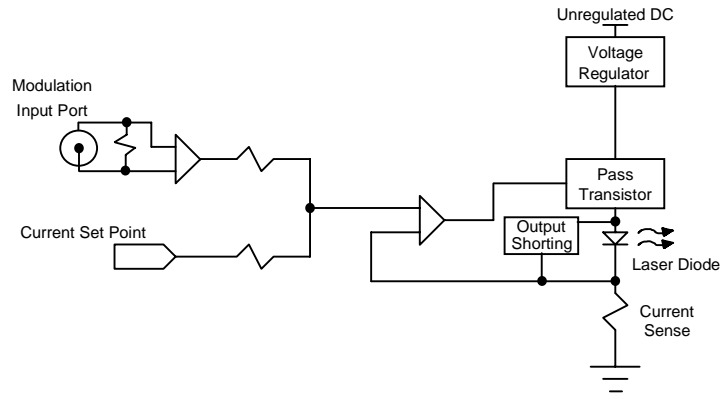 Unregulated DC
Voltage
Regulator
Modulation
Input Port
Pass
Transistor
Current Set Point
Output
Shorting
Laser Diode
Current
Sense